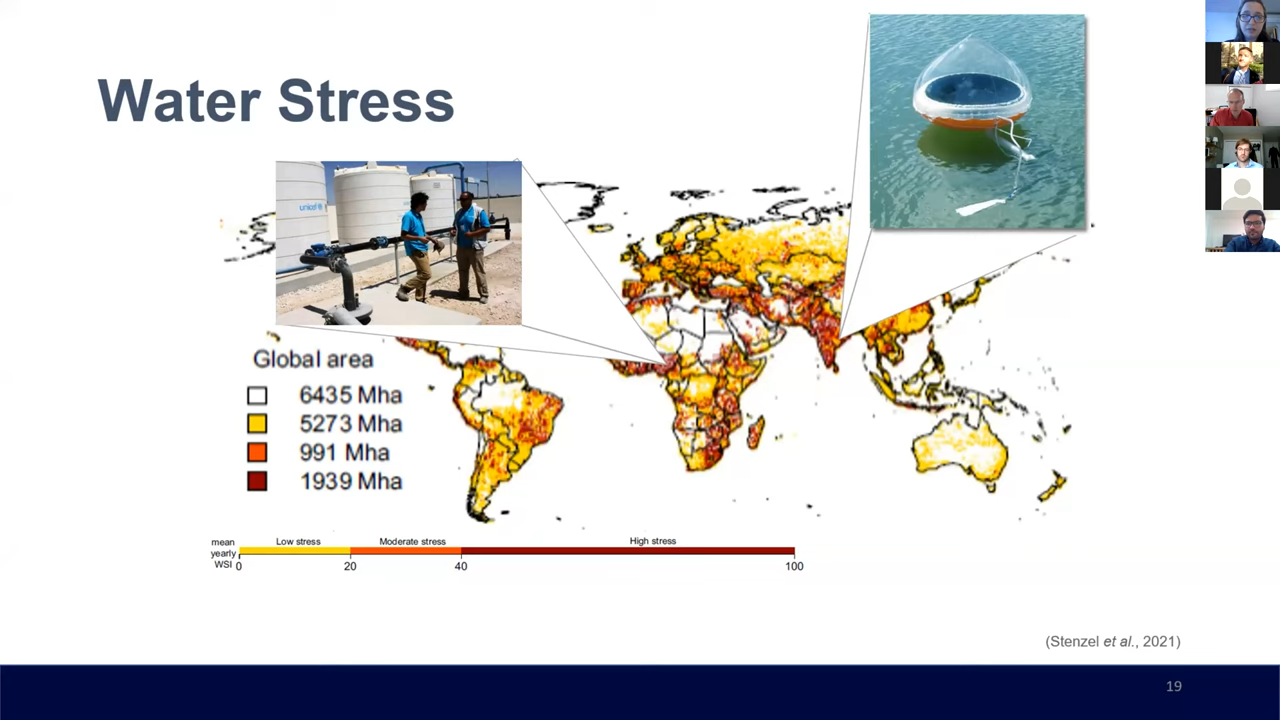 Water Stress
unicef
Global area
6435 Mha
5273 Mha
991 Mha
1939 Mha
mean
yearly
WSI
Low stress
Moderate stress
High stress
0
20
40
100
(Stenzel et al., 2021)
19